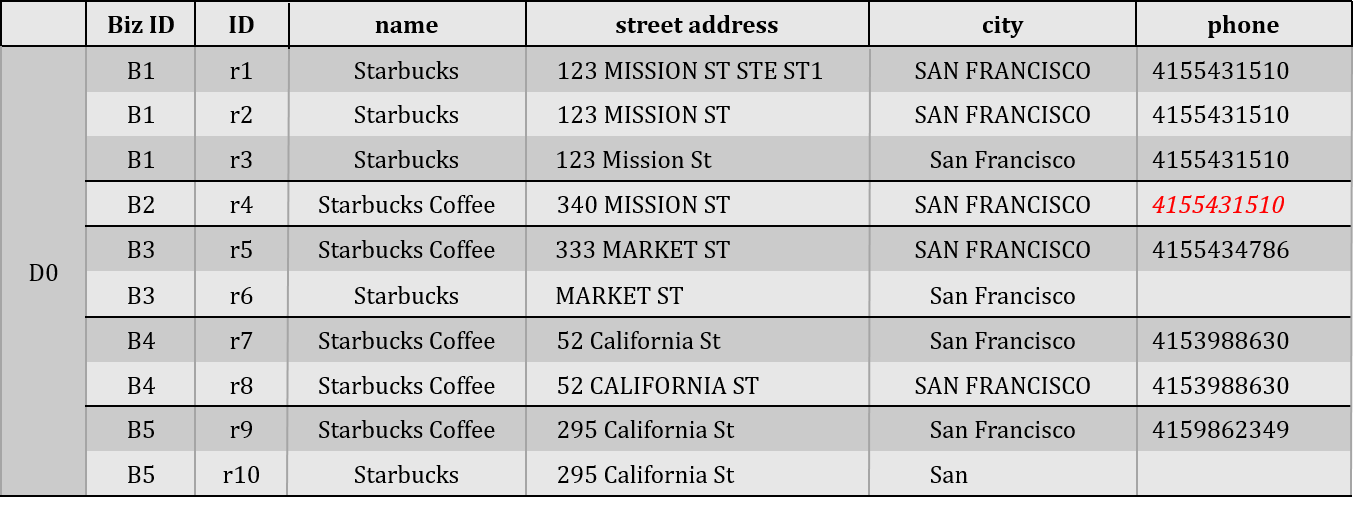 Biz ID ID name street address city phone
B1 r1 Starbucks 123 MISSION ST STE ST1 SAN FRANCISCO 4155431510
B1 r2 Starbucks 123 MISSION ST SAN FRANCISCO 4155431510
B1 r3 Starbucks 123 Mission St San Francisco 4155431510
B2 r4 Starbucks Coffee 340 MISSION ST SAN FRANCISCO 4155431510
B3 r5 Starbucks Coffee 333 MARKET ST SAN FRANCISCO 4155434786
D0
B3 r6 Starbucks MARKET ST San Francisco
B4 r7 Starbucks Coffee 52 California St San Francisco 4153988630
B4 r8 Starbucks Coffee 52 CALIFORNIA ST SAN FRANCISCO 4153988630
B5 r9 Starbucks Coffee 295 California St San Francisco 4159862349
B5 r10 Starbucks 295 California St San